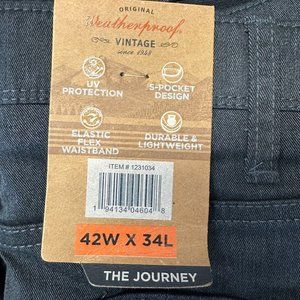 ORIGINAL
Weatherproof
VINTAGE
since 1948
UV
PROTECTION
5-POCKET
DESIGN
ELASTIC
FLEX
WAISTBAND
DURABLE &
LIGHTWEIGHT
ITEM # 1231034
1 94134 04604 8
42W X 34L
THE JOURNEY